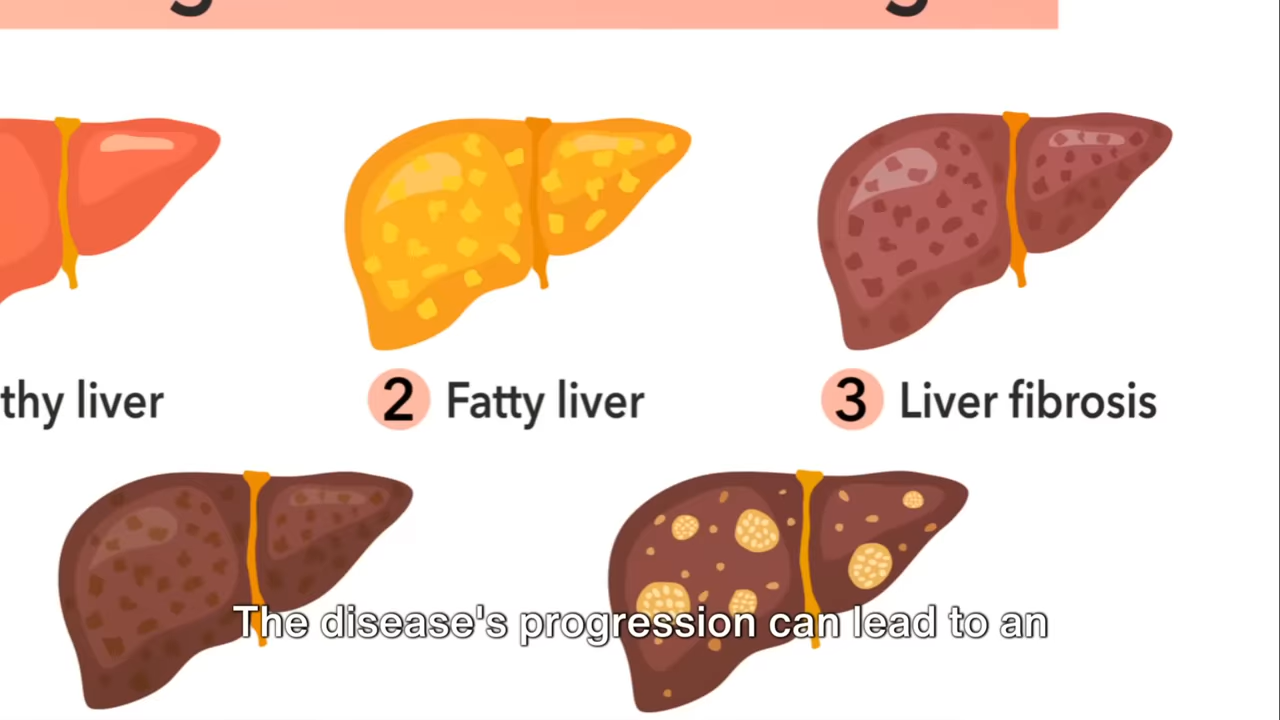 thy liver
2 Fatty liver
3 Liver fibrosis
The disease's progression can lead to an